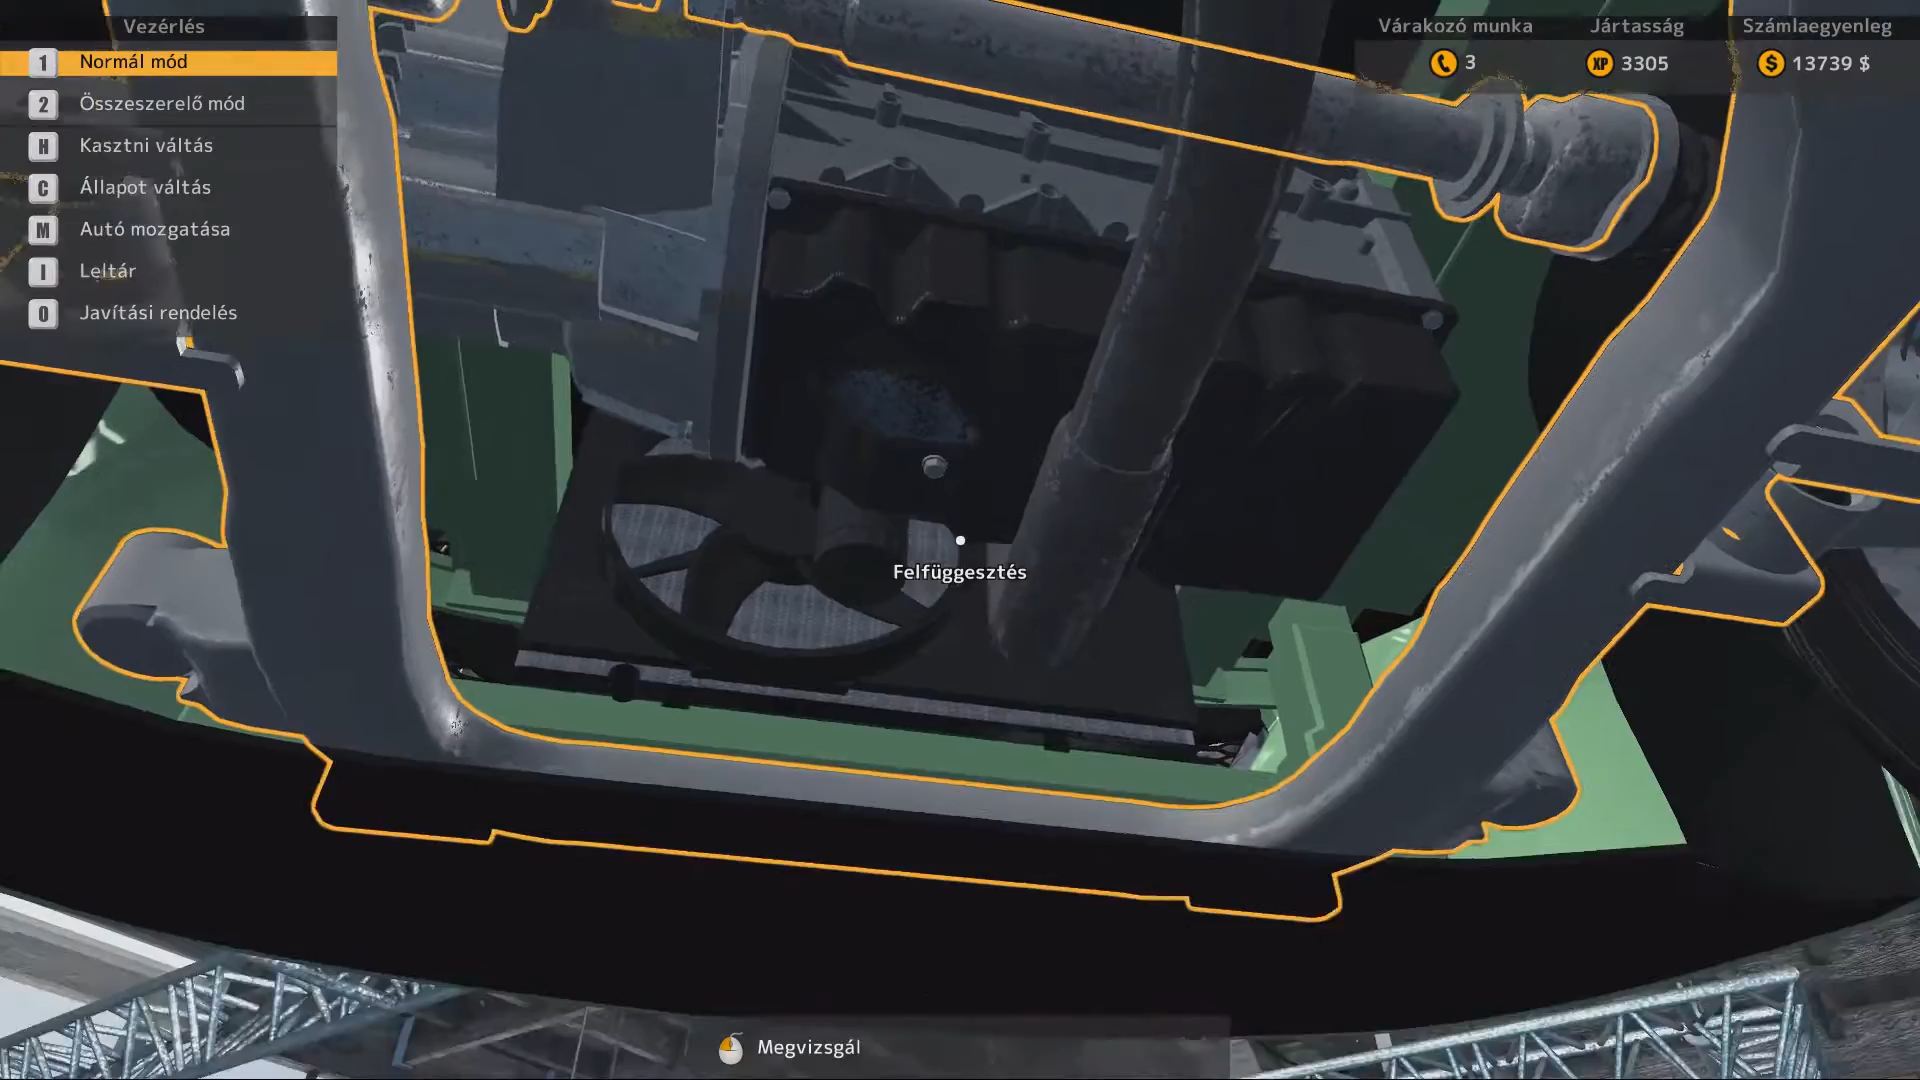 Vezérlés
1 Normál mód
2 Összeszerelő mód
H Kasztni váltás
C Állapot váltás
M Autó mozgatása
I Leltár
O Javítási rendelés
Várakozó munka
3
Jártasság
XP 3305
Számlaegyenleg
$ 13739 $
Felfüggesztés
Megvizsgál